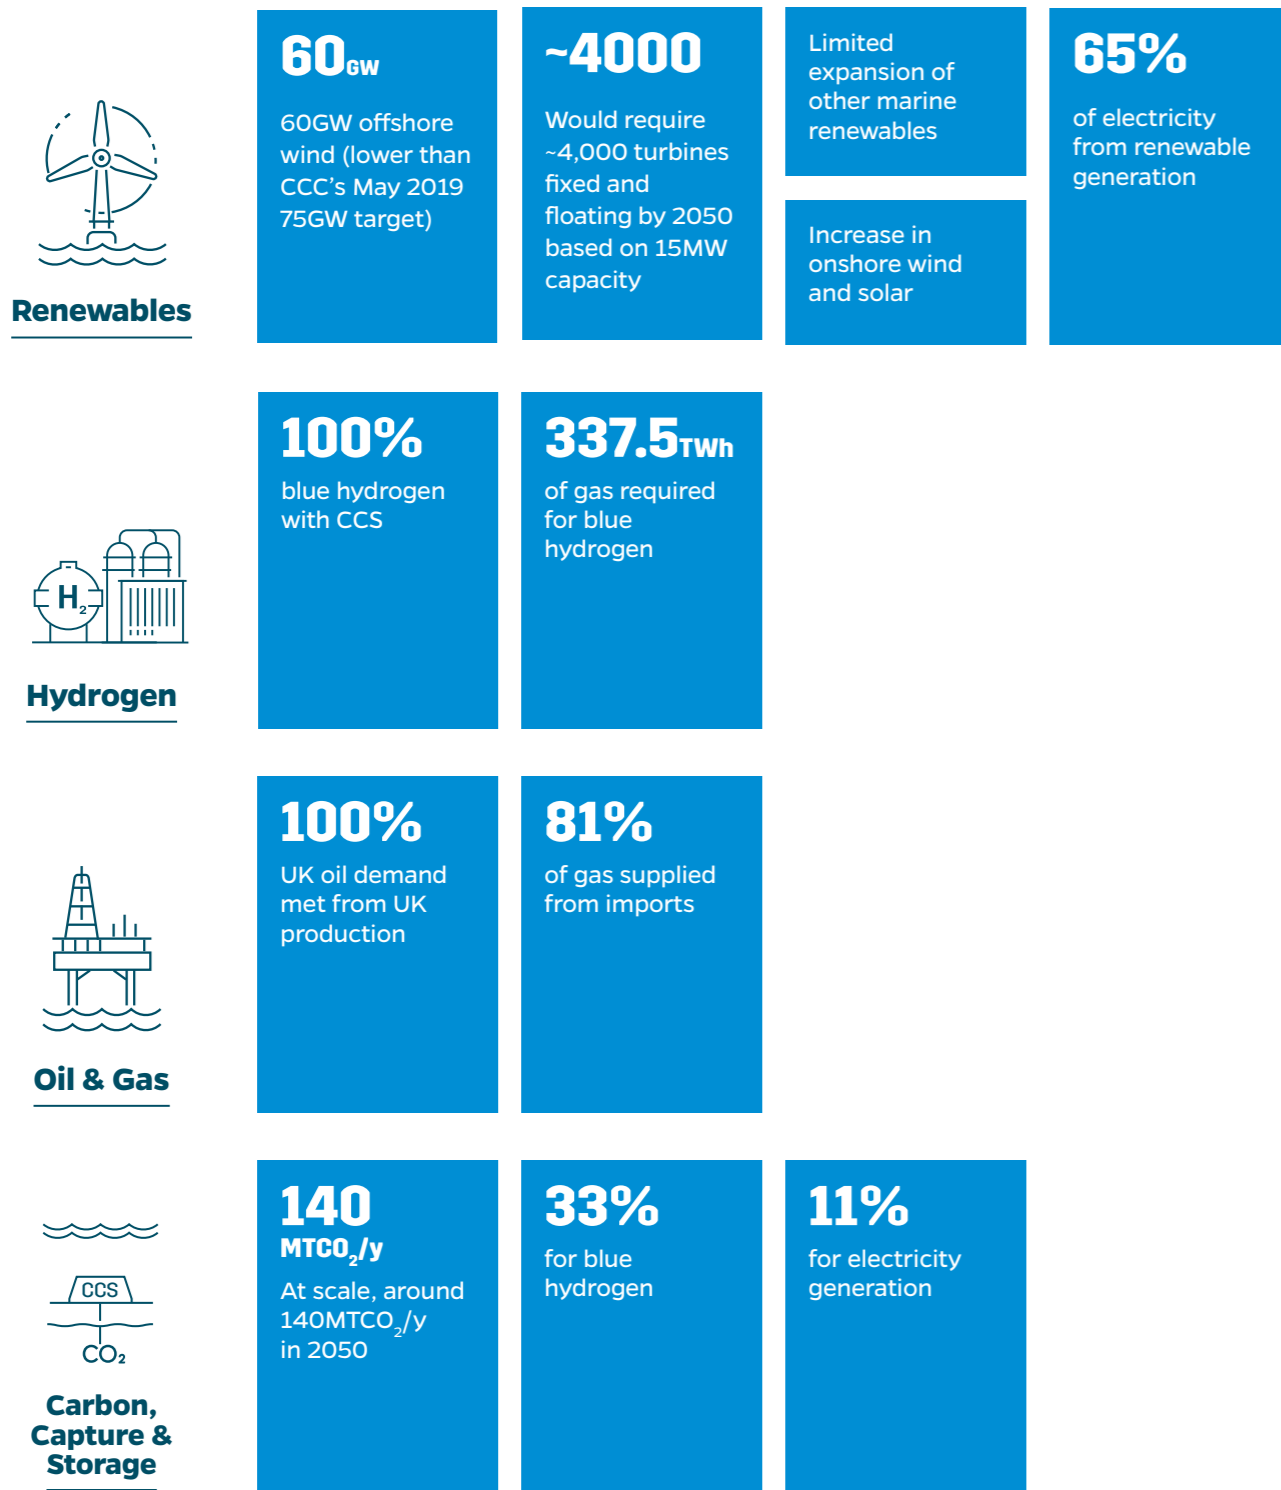 60GW
60GW offshore
wind (lower than
CCC's May 2019
75GW target)
~4000
Would require
~4,000 turbines
fixed and
floating by 2050
based on 15MW
capacity
Limited
expansion of
other marine
renewables
Increase in
onshore wind
and solar
65%
of electricity
from renewable
generation
Renewables
100%
blue hydrogen
with CCS
337.5TWh
of gas required
for blue
hydrogen
H₂
Hydrogen
100%
UK oil demand
met from UK
production
81%
of gas supplied
from imports
Oil & Gas
140
MTCO₂/y
At scale, around
140MTCO₂/y
in 2050
33%
for blue
hydrogen
11%
for electricity
generation
CCS
CO₂
Carbon,
Capture &
Storage